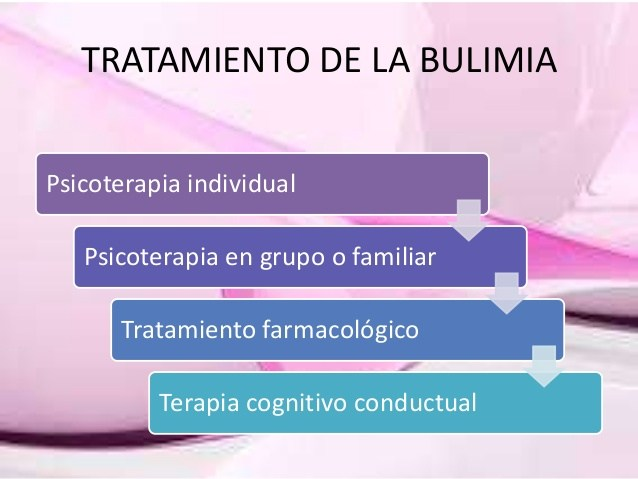 TRATAMIENTO DE LA BULIMIA
Psicoterapia individual
Psicoterapia en grupo o familiar
Tratamiento farmacológico
Terapia cognitivo conductual